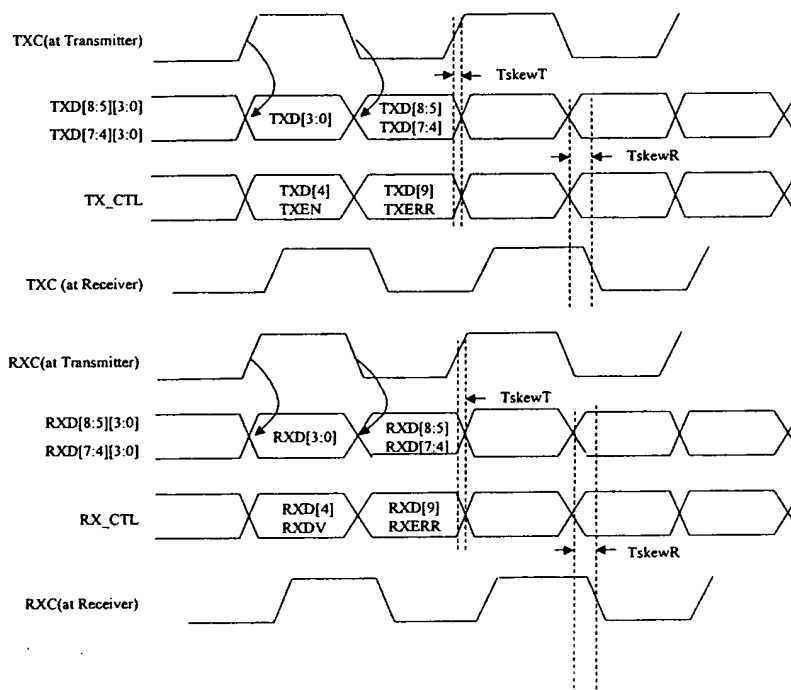 TXC(at Transmitter)
TskewT
TXD[8:5][3:0]
TXD[7:4][3:0]
TXD[3:0]
TXD[8:5]
TXD[7:4]
TskewR
TX_CTL
TXD[4]
TXEN
TXD[9]
TXERR
TXC (at Receiver)
RXC(at Transmitter)
TskewT
RXD[8:5][3:0]
RXD[7:4][3:0]
RXD[3:0]
RXD[8:5]
RXD[7:4]
RX_CTL
RXD[4]
RXDV
RXD[9]
RXERR
TskewR
RXC(at Receiver)